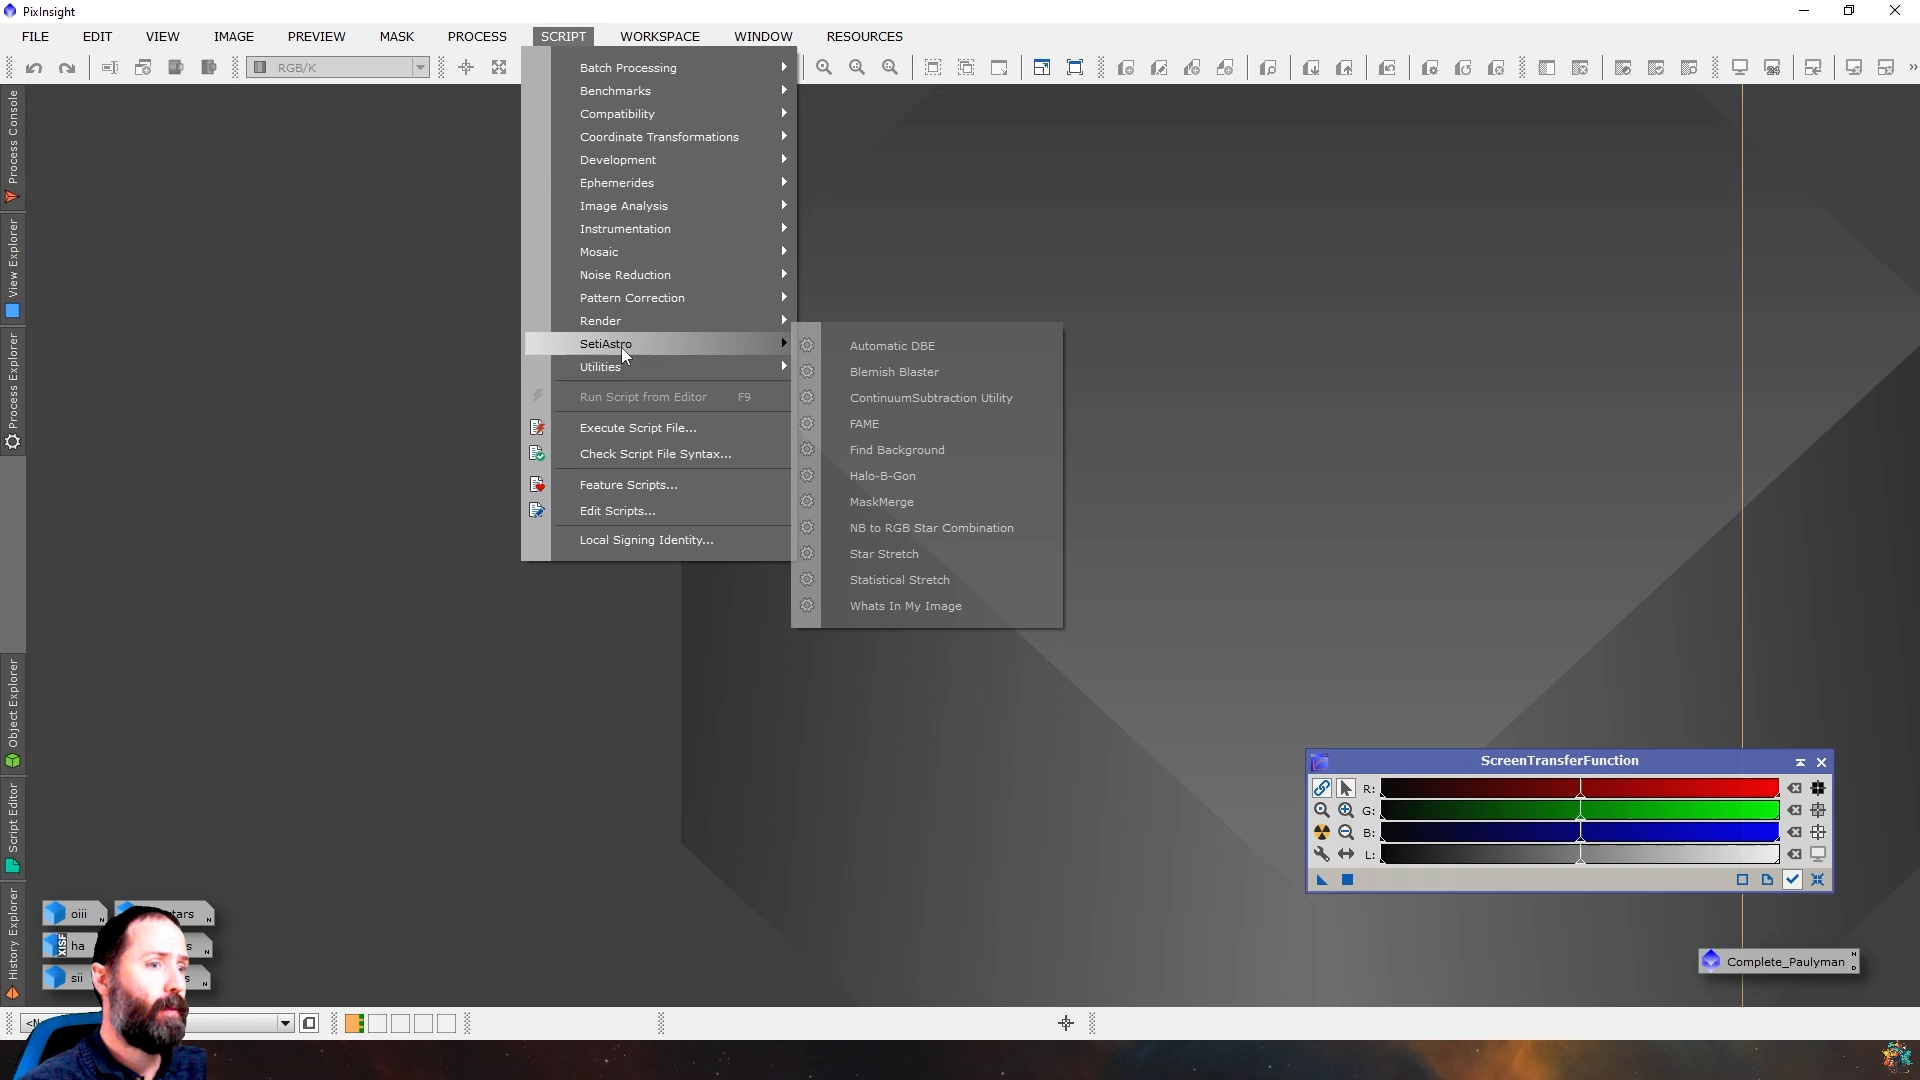 PixInsight
FILE EDIT VIEW IMAGE PREVIEW MASK PROCESS SCRIPT WORKSPACE WINDOW RESOURCES
RGB/K
Process Console
View Explorer
Process Explorer
Object Explorer
Script Editor
History Explorer
Batch Processing
Benchmarks
Compatibility
Coordinate Transformations
Development
Ephemerides
Image Analysis
Instrumentation
Mosaic
Noise Reduction
Pattern Correction
Render
SetiAstro
Utilities
Run Script from Editor F9
Execute Script File...
Check Script File Syntax...
Feature Scripts...
Edit Scripts...
Local Signing Identity...
Automatic DBE
Blemish Blaster
ContinuumSubtraction Utility
FAME
Find Background
Halo-B-Gon
MaskMerge
NB to RGB Star Combination
Star Stretch
Statistical Stretch
Whats In My Image
ScreenTransferFunction
R:
G:
B:
L:
oiii
ha
sii
XISF
Complete_Paulyman